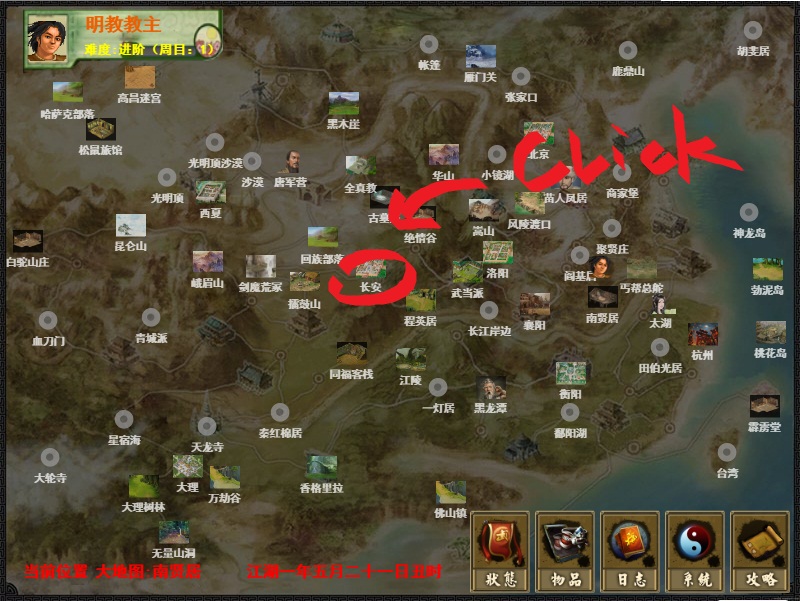 明教教主
难度:进阶（周目：1）
帐篷
雁门关
张家口
鹿鼎山
胡斐居
哈萨克部落
高昌迷宫
黑木崖
松鼠旅馆
北京
Click
光明顶沙漠
沙漠
唐军营
全真教
华山
小镜湖
光明顶
西夏
古墓
苗人凤居
商家堡
嵩山
风陵渡口
神龙岛
白驼山庄
昆仑山
回族部落
绝情谷
聚贤庄
峨眉山
剑魔荒冢
擂鼓山
长安
武当派
洛阳
阎基居
丐帮总舵
勃泥岛
血刀门
青城派
程英居
长江岸边
襄阳
南贤居
太湖
杭州
桃花岛
同福客栈
江陵
田伯光居
衡阳
一灯居
黑龙潭
星宿海
天龙寺
秦红棉居
鄱阳湖
霹雳堂
大轮寺
大理
万劫谷
香格里拉
台湾
大理树林
佛山镇
无量山洞
当前位置 大地图:南贤居
江湖一年五月二十一日丑时
狀態
物品
日志
系統
攻略